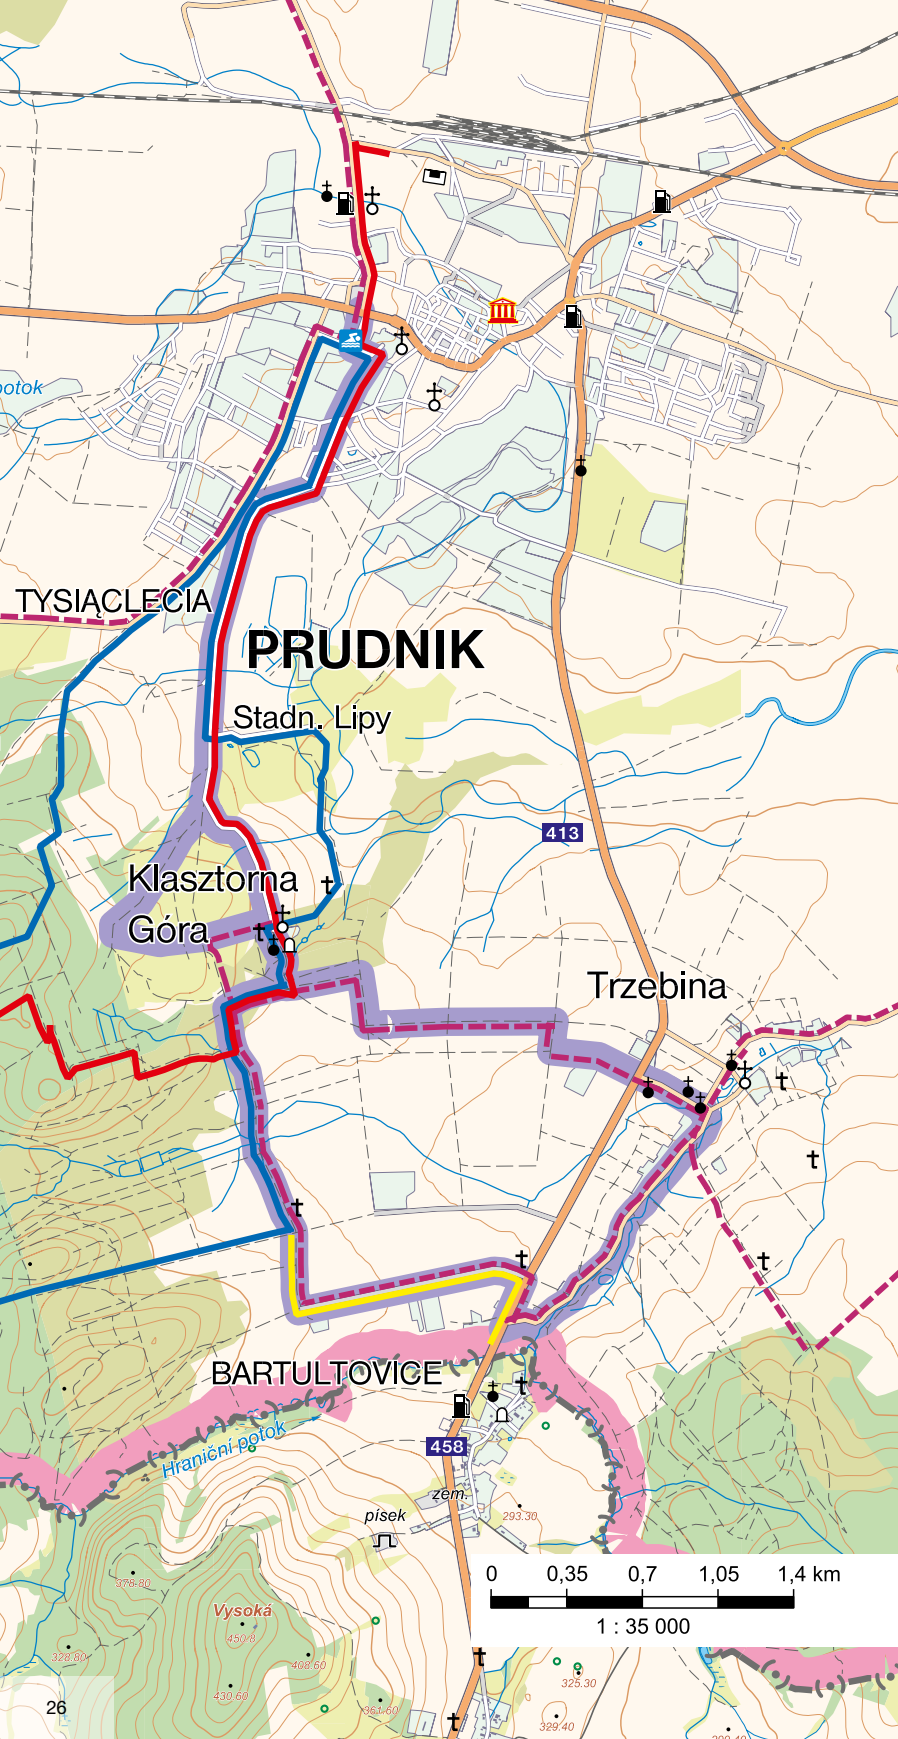 potok
TYSIĄCLECIA
PRUDNIK
Stadn. Lipy
413
Klasztorna
Góra
Trzebina
BARTULTOVICE
Hraniční potok
458
zem.
písek
293.30
0 0,35 0,7 1,05 1,4 km
1 : 35 000
378.80
Vysoká
450.8
328.80
408.60
430.60
361.60
325.30
329.40
26